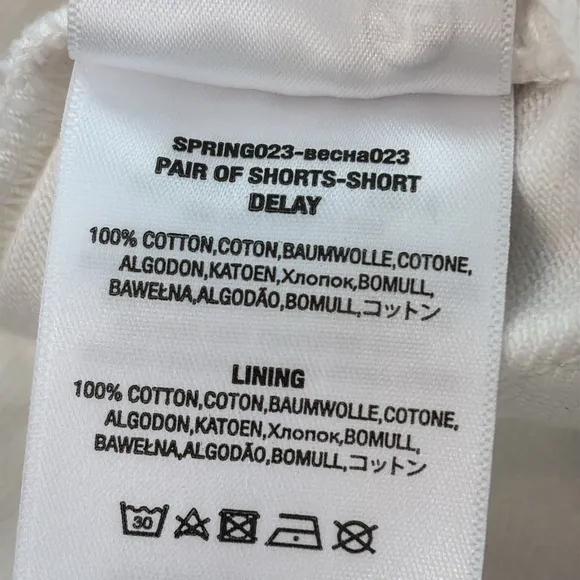 SPRING023-весна023
PAIR OF SHORTS-SHORT
DELAY
100% COTTON,COTON,BAUMWOLLE,COTONE,
ALGODON,KATOEN,Хлопок,BOMULL,
BAWEŁNA,ALGODÃO,BOMULL,コットン
LINING
100% COTTON,COTON,BAUMWOLLE,COTONE,
ALGODON,KATOEN,Хлопок,BOMULL,
BAWEŁNA,ALGODÃO,BOMULL,コットン
30